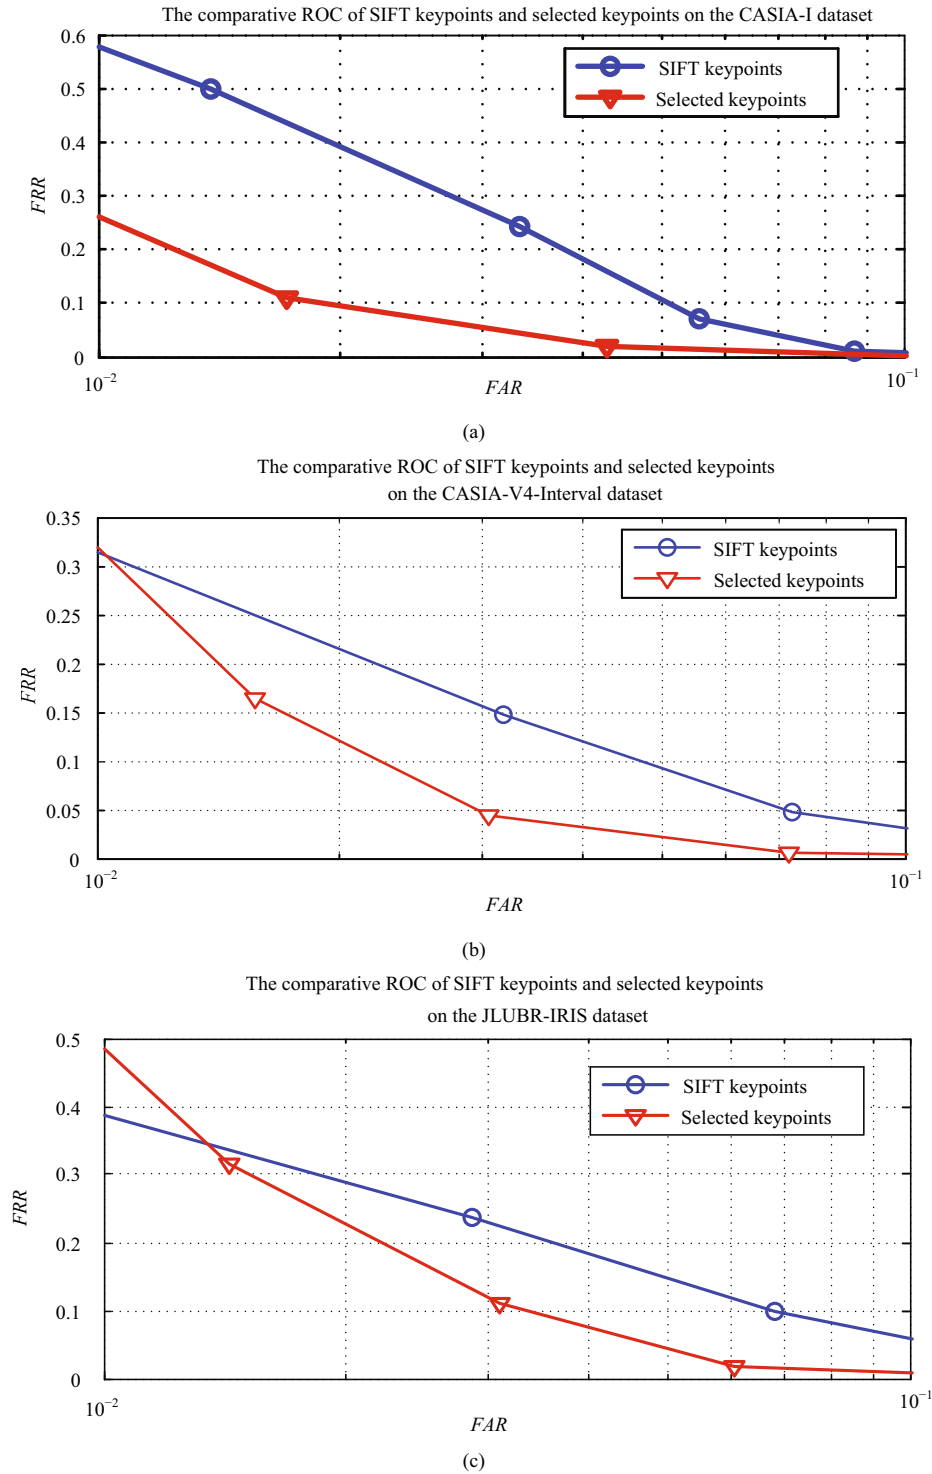 The comparative ROC of SIFT keypoints and selected keypoints on the CASIA-I dataset
0.6
0.5
0.4
0.3
0.2
0.1
0
FRR
SIFT keypoints
Selected keypoints
10⁻²
10⁻¹
FAR
(a)
The comparative ROC of SIFT keypoints and selected keypoints
on the CASIA-V4-Interval dataset
0.35
0.3
0.25
0.2
0.15
0.1
0.05
0
FRR
SIFT keypoints
Selected keypoints
10⁻²
10⁻¹
FAR
(b)
The comparative ROC of SIFT keypoints and selected keypoints
on the JLUBR-IRIS dataset
0.5
0.4
0.3
0.2
0.1
0
FRR
SIFT keypoints
Selected keypoints
10⁻²
10⁻¹
FAR
(c)